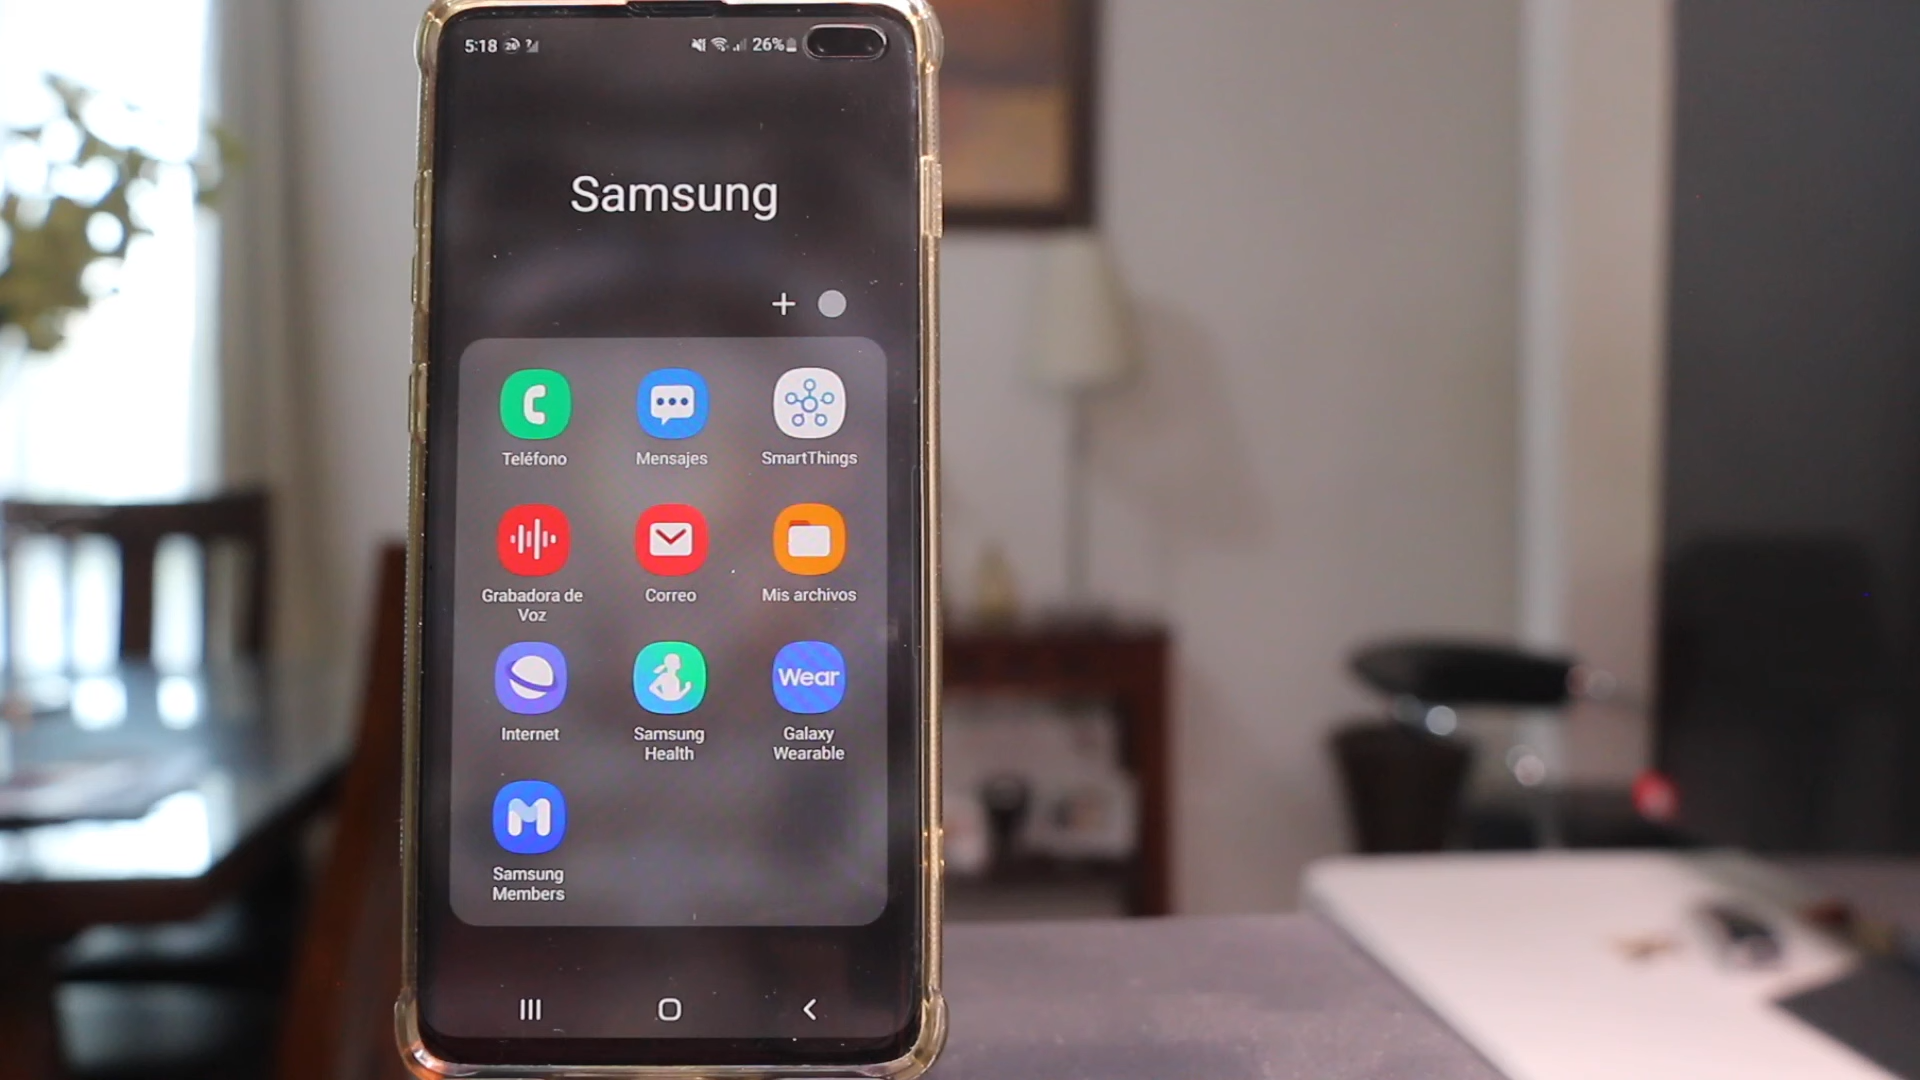 5:18 26%
Samsung
Teléfono Mensajes SmartThings
Grabadora de Correo Mis archivos
Voz
Wear
Internet Samsung Galaxy
Health Wearable
Samsung
Members